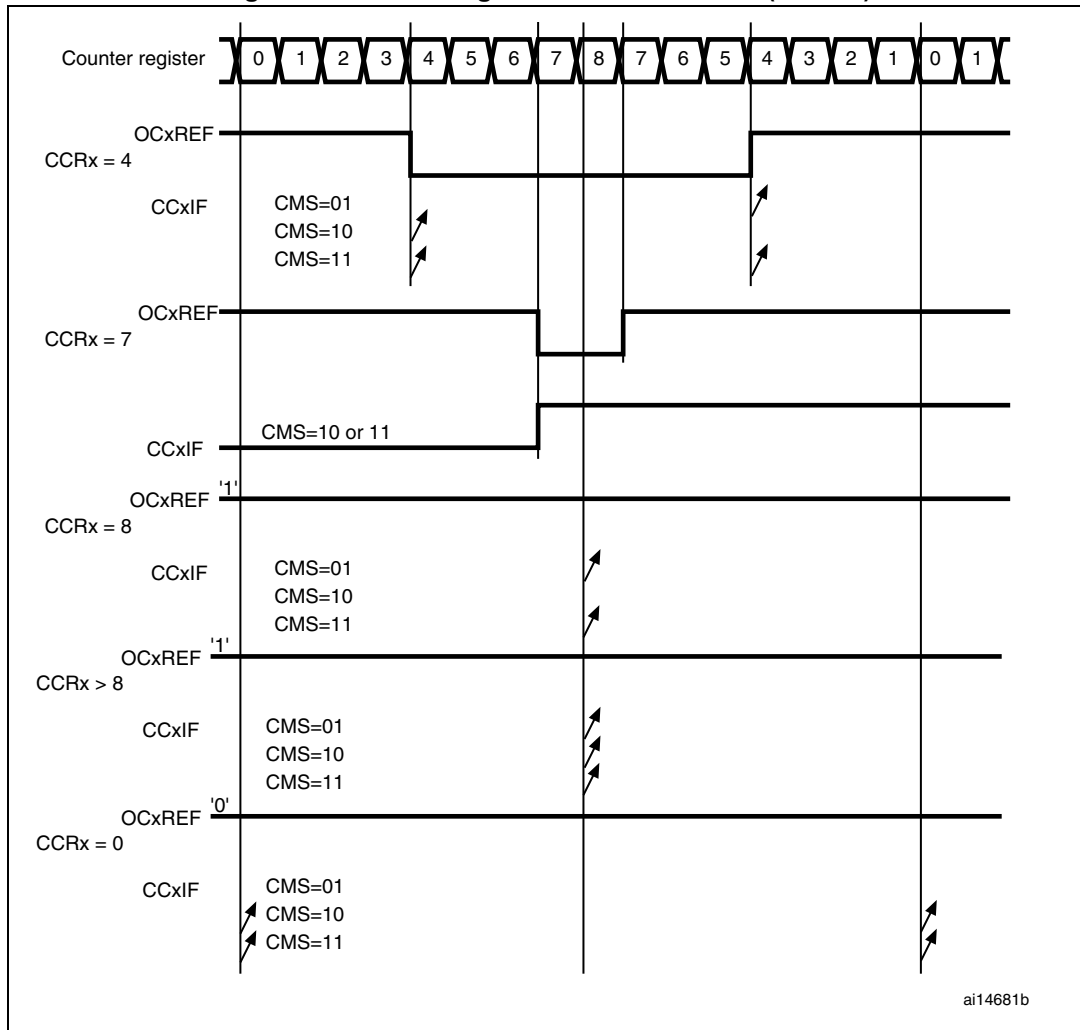 Counter register 0 1 2 3 4 5 6 7 8 7 6 5 4 3 2 1 0 1
OCxREF
CCRx = 4
CCxIF
CMS=01
CMS=10
CMS=11
OCxREF
CCRx = 7
CMS=10 or 11
CCxIF
'1'
OCxREF
CCRx = 8
CCxIF
CMS=01
CMS=10
CMS=11
'1'
OCxREF
CCRx > 8
CCxIF
CMS=01
CMS=10
CMS=11
'0'
OCxREF
CCRx = 0
CCxIF
CMS=01
CMS=10
CMS=11
ai14681b